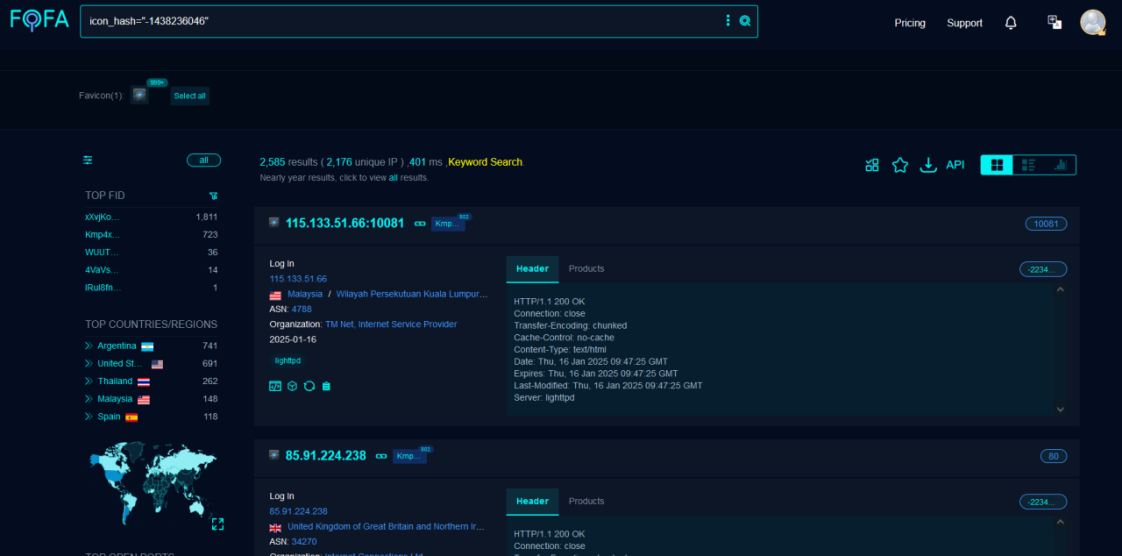 FOFA
icon_hash="-1438236046"
Pricing
Support
Favicon(1):
Select all
all
2,585 results ( 2,176 unique IP ) ,401 ms ,Keyword Search.
Nearly year results, click to view all results.
API
TOP FID
xXvjKo... 1,811
Kmp4x... 723
WUUT... 36
4VaVs... 14
IRul8fn... 1
TOP COUNTRIES/REGIONS
Argentina 741
United St... 691
Thailand 262
Malaysia 148
Spain 118
TOP OPEN PORTS
115.133.51.66:10081
Kmp...
10081
Log In
115.133.51.66
Malaysia / Wilayah Persekutuan Kuala Lumpur...
ASN: 4788
Organization: TM Net, Internet Service Provider
2025-01-16
lighttpd
Header
Products
-2234...
HTTP/1.1 200 OK
Connection: close
Transfer-Encoding: chunked
Cache-Control: no-cache
Content-Type: text/html
Date: Thu, 16 Jan 2025 09:47:25 GMT
Expires: Thu, 16 Jan 2025 09:47:25 GMT
Last-Modified: Thu, 16 Jan 2025 09:47:25 GMT
Server: lighttpd
85.91.224.238
Kmp...
80
Log In
85.91.224.238
United Kingdom of Great Britain and Northern Ir...
ASN: 34270
Organization: Internet Connections Ltd
Header
Products
-2234...
HTTP/1.1 200 OK
Connection: close